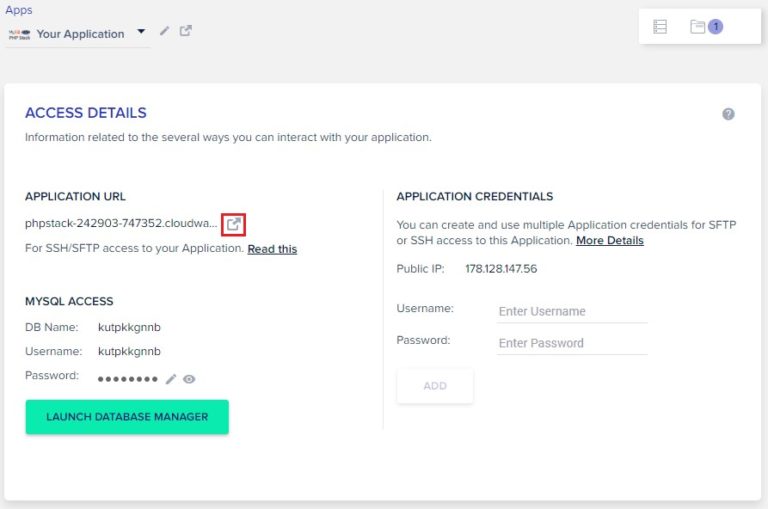 Apps
Your Application
1
ACCESS DETAILS
Information related to the several ways you can interact with your application.
APPLICATION URL
phpstack-242903-747352.cloudwa...
For SSH/SFTP access to your Application. Read this
MYSQL ACCESS
DB Name: kutpkkgnnb
Username: kutpkkgnnb
Password: ●●●●●●●●
LAUNCH DATABASE MANAGER
APPLICATION CREDENTIALS
You can create and use multiple Application credentials for SFTP
or SSH access to this Application. More Details
Public IP: 178.128.147.56
Username: Enter Username
Password: Enter Password
ADD